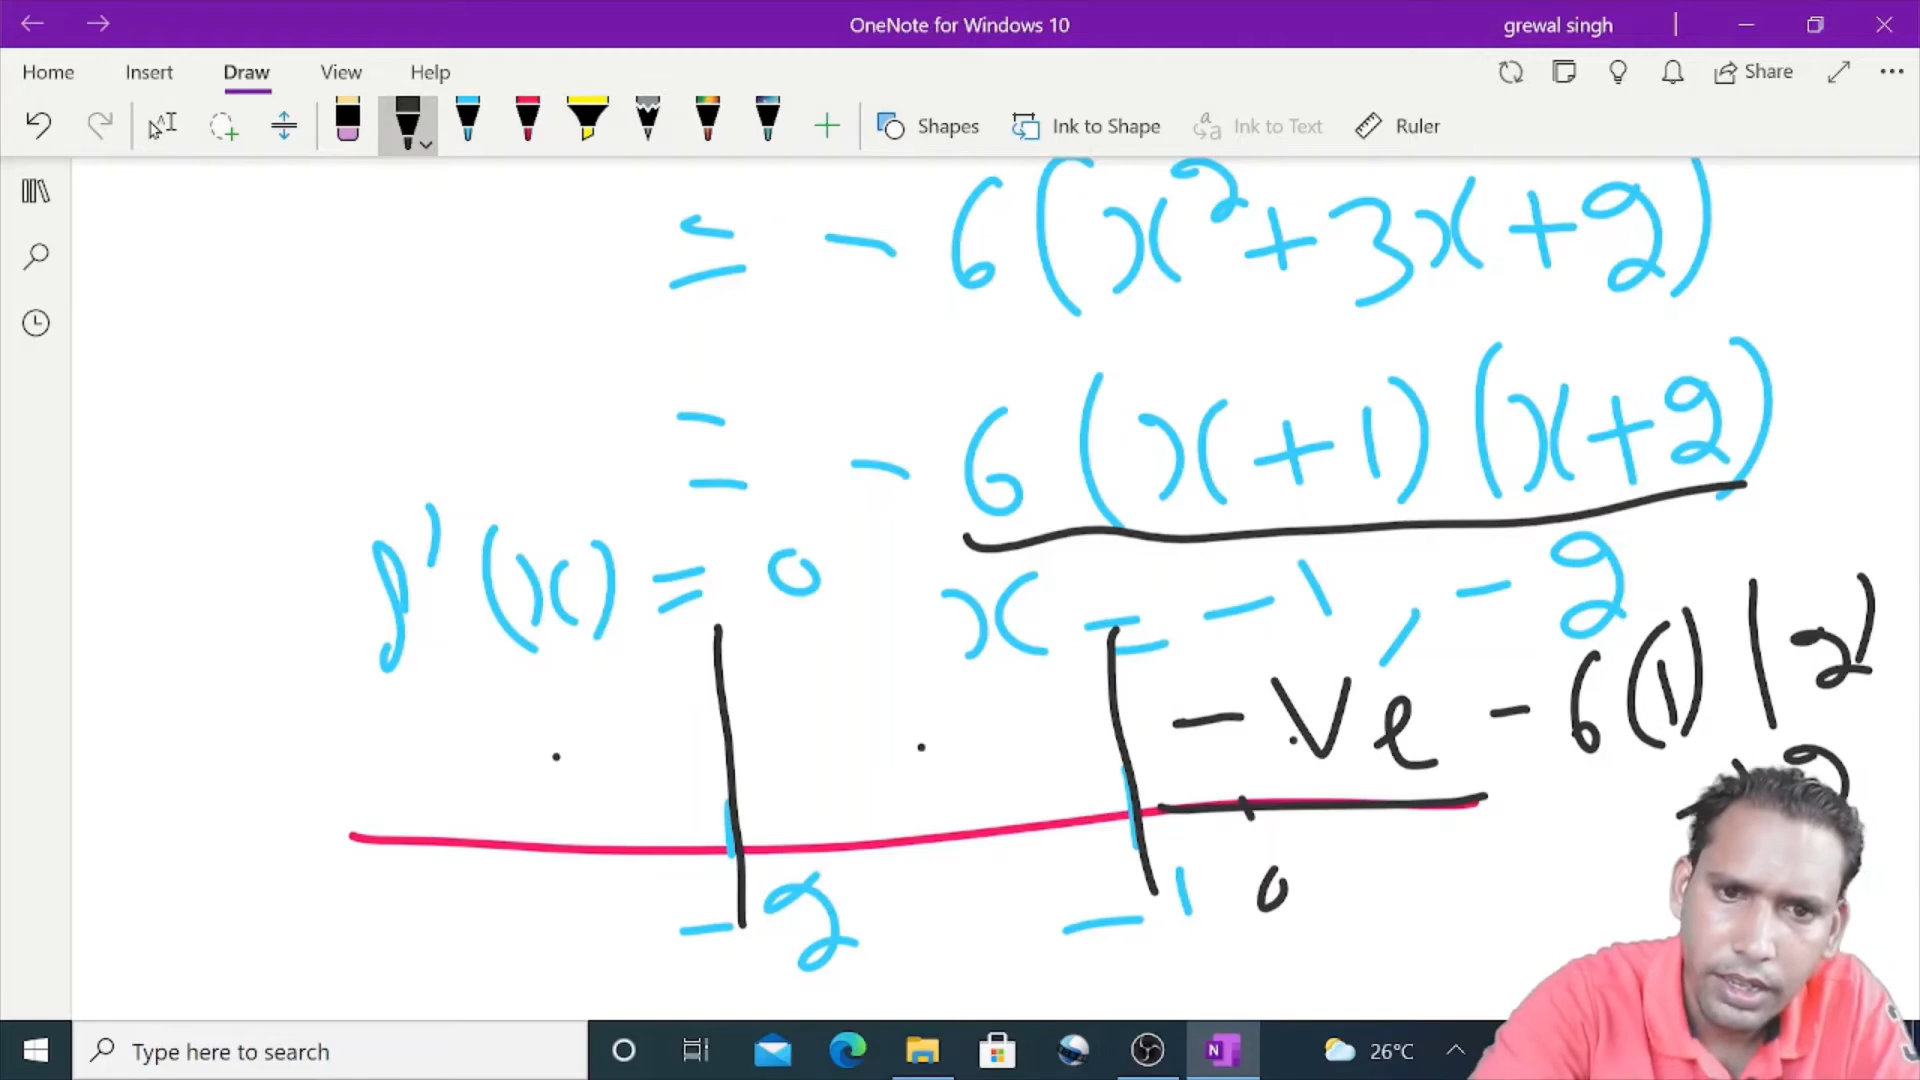 OneNote for Windows 10
grewal singh
Home Insert Draw View Help
Share
Shapes
Ink to Shape
Ink to Text
Ruler
= - 6(x²+3x+2)
= - 6(x+1)(x+2)
f'(x) = 0 x = -1, -2
-Ve -6(1)(2)
-2 -1 0
Type here to search
26°C